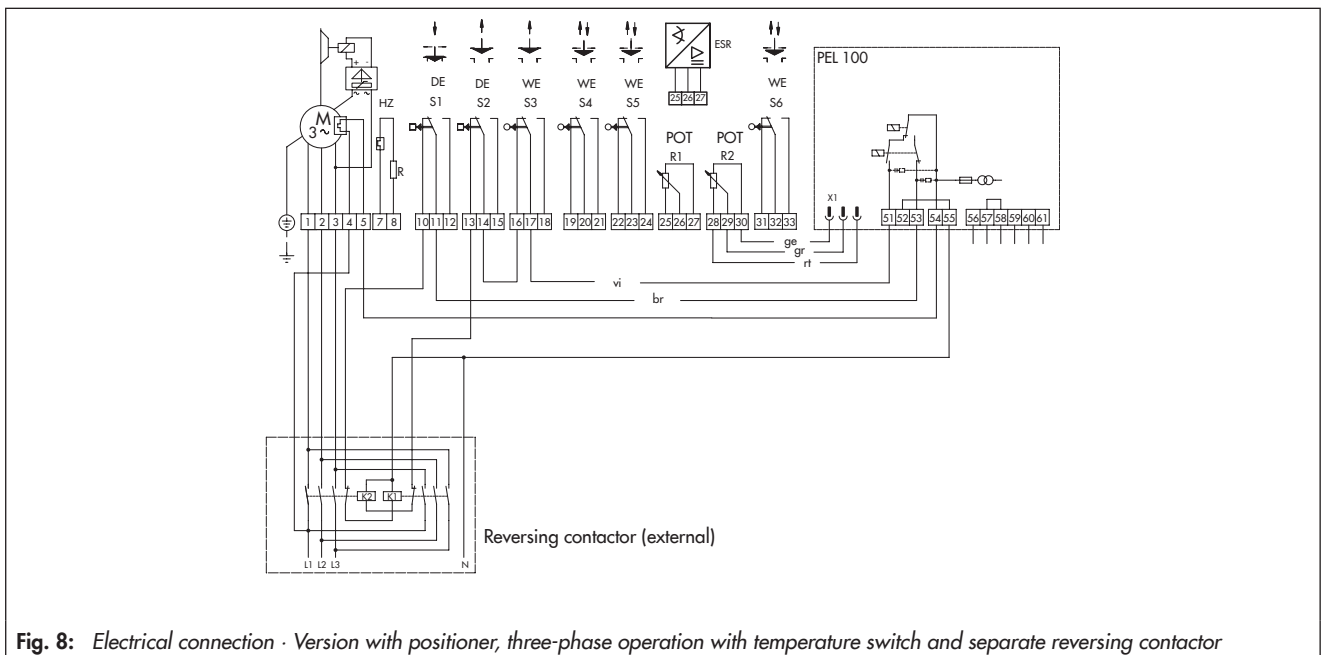 ESR
PEL 100
DE DE WE WE WE WE
HZ S1 S2 S3 S4 S5 S6
25 26 27
+ -
~ ~
M
3~
POT POT
R
R1 R2
X1
1 2 3 4 5 7 8 10 11 12 13 14 15 16 17 18 19 20 21 22 23 24 25 26 27 28 29 30 31 32 33 51 52 53 54 55 56 57 58 59 60 61
ge
gr
rt
vi
br
K2 K1
Reversing contactor (external)
L1 L2 L3 N
Fig. 8: Electrical connection · Version with positioner, three-phase operation with temperature switch and separate reversing contactor